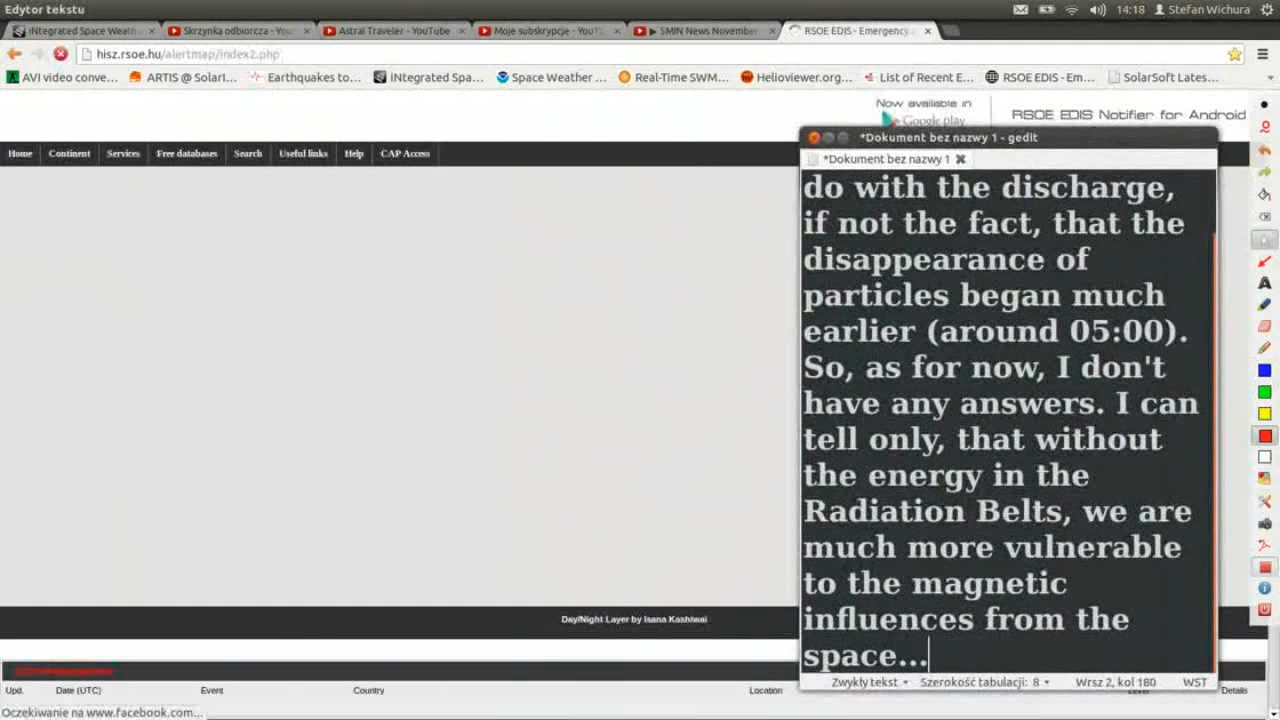 Edytor tekstu
14:18
Stefan Wichura
iNtegrated Space Weath
Skrzynka odbiorcza - You
Astral Traveler - YouTube
Moje subskrypcje - YouT
▶ SMIN News November
RSOE EDIS - Emergency
hisz.rsoe.hu/alertmap/index2.php
AVI video conve...
ARTIS @ SolarI...
Earthquakes to...
iNtegrated Spa...
Space Weather ...
Real-Time SWM...
Helioviewer.org...
List of Recent E...
RSOE EDIS - Em...
SolarSoft Lates...
Now available in
Google play
RSOE EDIS Notifier for Android
Home
Continent
Services
Free databases
Search
Useful links
Help
CAP Access
*Dokument bez nazwy 1 - gedit
*Dokument bez nazwy 1
do with the discharge,
if not the fact, that the
disappearance of
particles began much
earlier (around 05:00).
So, as for now, I don't
have any answers. I can
tell only, that without
the energy in the
Radiation Belts, we are
much more vulnerable
to the magnetic
influences from the
space...
Zwykły tekst
Szerokość tabulacji: 8
Wrsz 2, kol 180
WST
Day/Night Layer by Isana Kashiwai
Upd.
Date (UTC)
Event
Country
Location
Level
Details
Oczekiwanie na www.facebook.com...